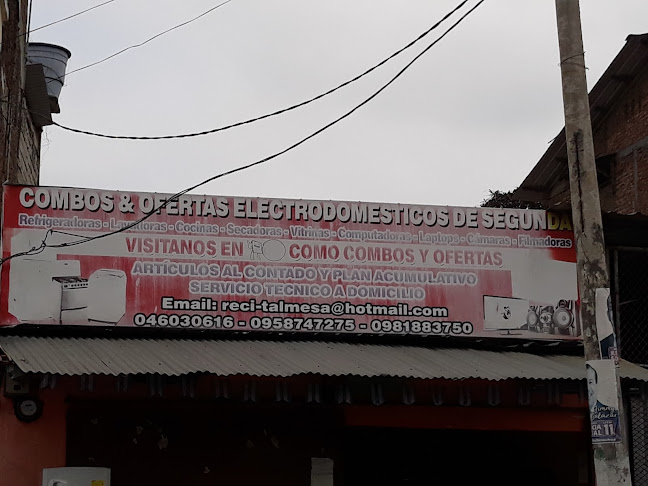 COMBOS & OFERTAS ELECTRODOMESTICOS DE SEGUNDA
Refrigeradoras - Lavadoras - Cocinas - Secadoras - Vitrinas - Computadoras - Laptops - Cámaras - Filmadoras
VISITANOS EN COMO COMBOS Y OFERTAS
ARTÍCULOS AL CONTADO Y PLAN ACUMULATIVO
SERVICIO TECNICO A DOMICILIO
Email: reci-talmesa@hotmail.com
046030616 - 0958747275 - 0981883750